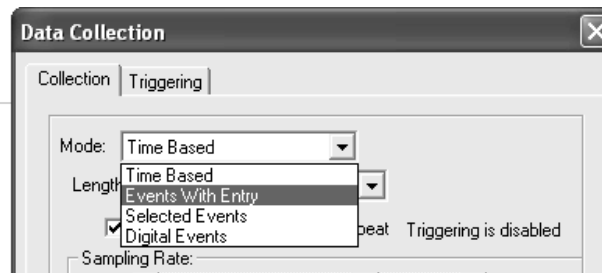 Data Collection
Collection Triggering
Mode: Time Based
Time Based
Length
Events With Entry
Selected Events
peat Triggering is disabled
Digital Events
Sampling Rate: